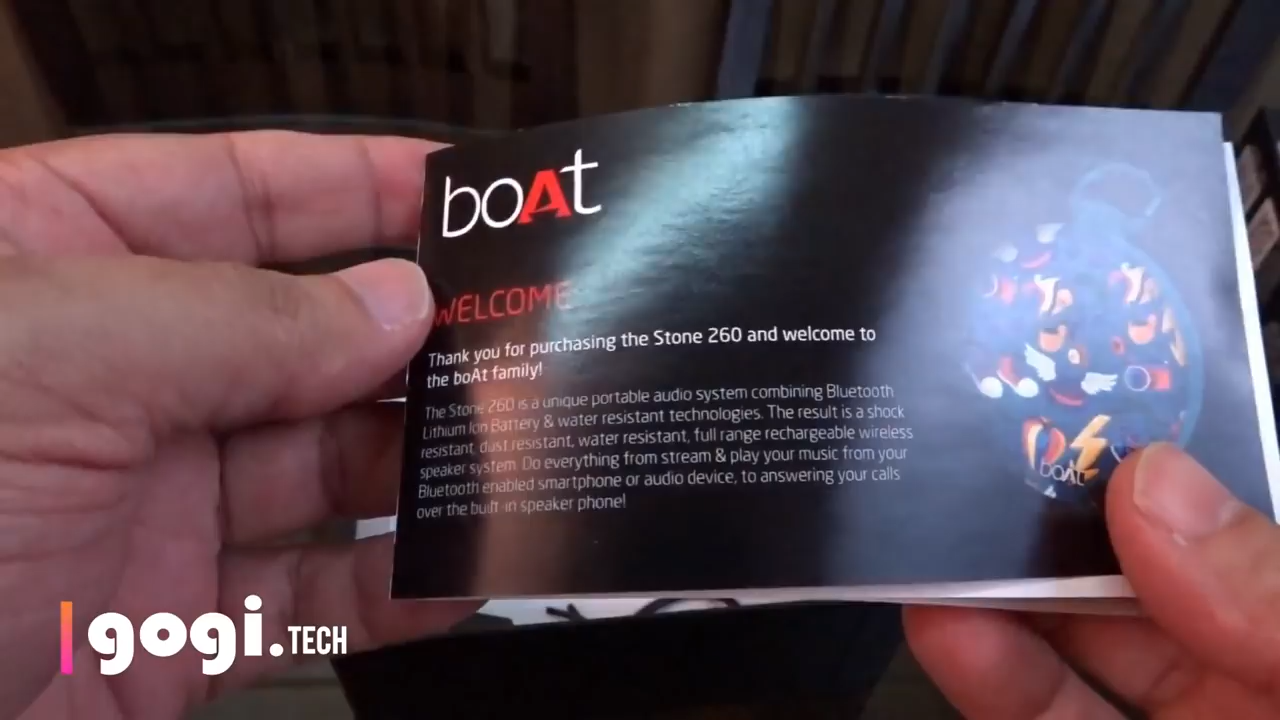 boAt
WELCOME
Thank you for purchasing the Stone 260 and welcome to
the boAt family!
The Stone 260 is a unique portable audio system combining Bluetooth
Lithium Ion Battery & water resistant technologies. The result is a shock
resistant, dust resistant, water resistant, full range rechargeable wireless
speaker system. Do everything from stream & play your music from your
Bluetooth enabled smartphone or audio device, to answering your calls
over the built-in speaker phone!
boAt
gogi.TECH